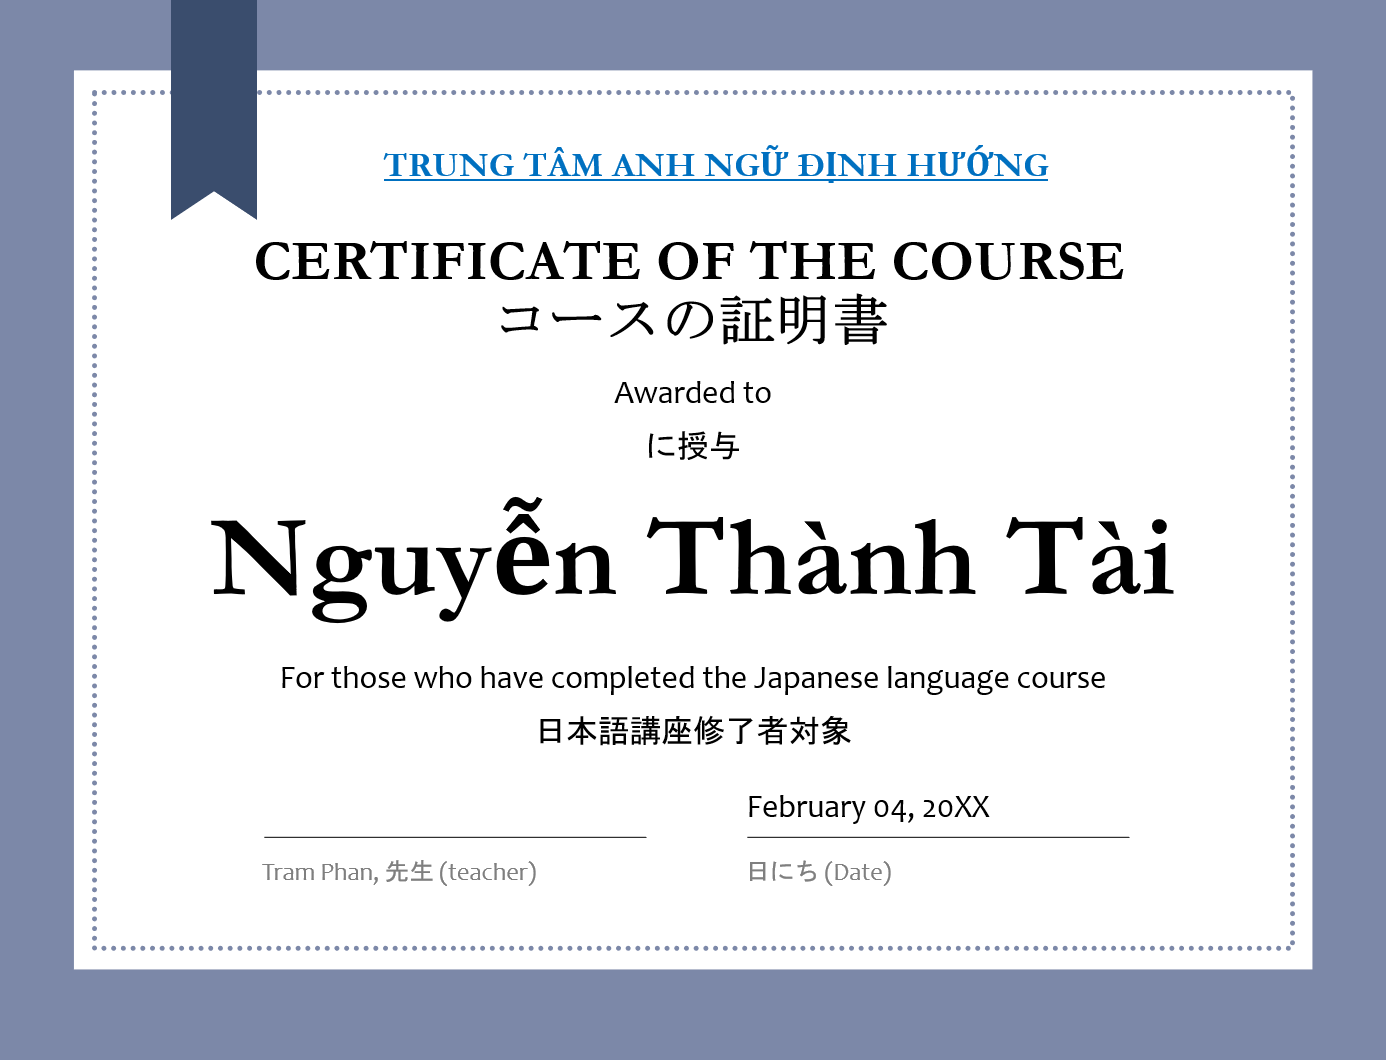 TRUNG TÂM ANH NGỮ ĐỊNH HƯỚNG
CERTIFICATE OF THE COURSE
コースの証明書
Awarded to
に授与
Nguyễn Thành Tài
For those who have completed the Japanese language course
日本語講座修了者対象
February 04, 20XX
Tram Phan, 先生 (teacher)
日にち (Date)